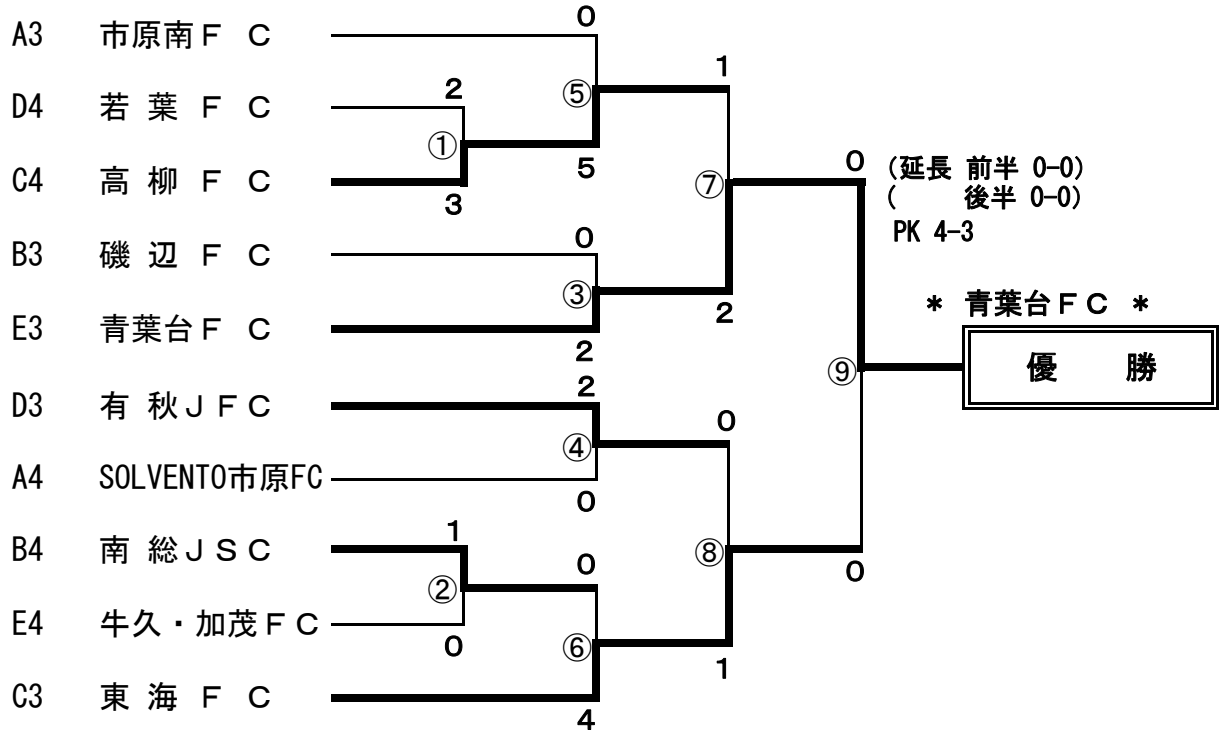 0
A3 市原南ＦＣ
1
D4 若葉ＦＣ
2
⑤
①
5
C4 高柳ＦＣ
3
⑦
0 (延長 前半 0-0)
( 後半 0-0)
PK 4-3
B3 磯辺ＦＣ
0
③
E3 青葉台ＦＣ
2
2
＊ 青葉台ＦＣ ＊
優 勝
⑨
D3 有秋ＪＦＣ
2
0
④
A4 SOLVENTO市原FC
0
B4 南総ＪＳＣ
1
0
⑧
0
②
E4 牛久・加茂ＦＣ
0
⑥
1
C3 東海ＦＣ
4